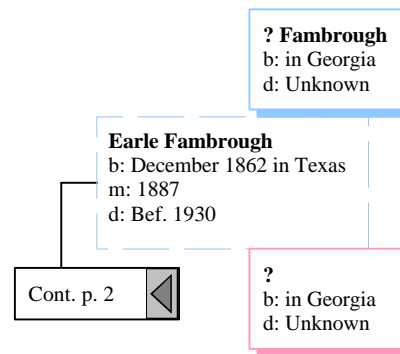 ? Fambrough
b: in Georgia
d: Unknown
Earle Fambrough
b: December 1862 in Texas
m: 1887
d: Bef. 1930
Cont. p. 2
?
b: in Georgia
d: Unknown